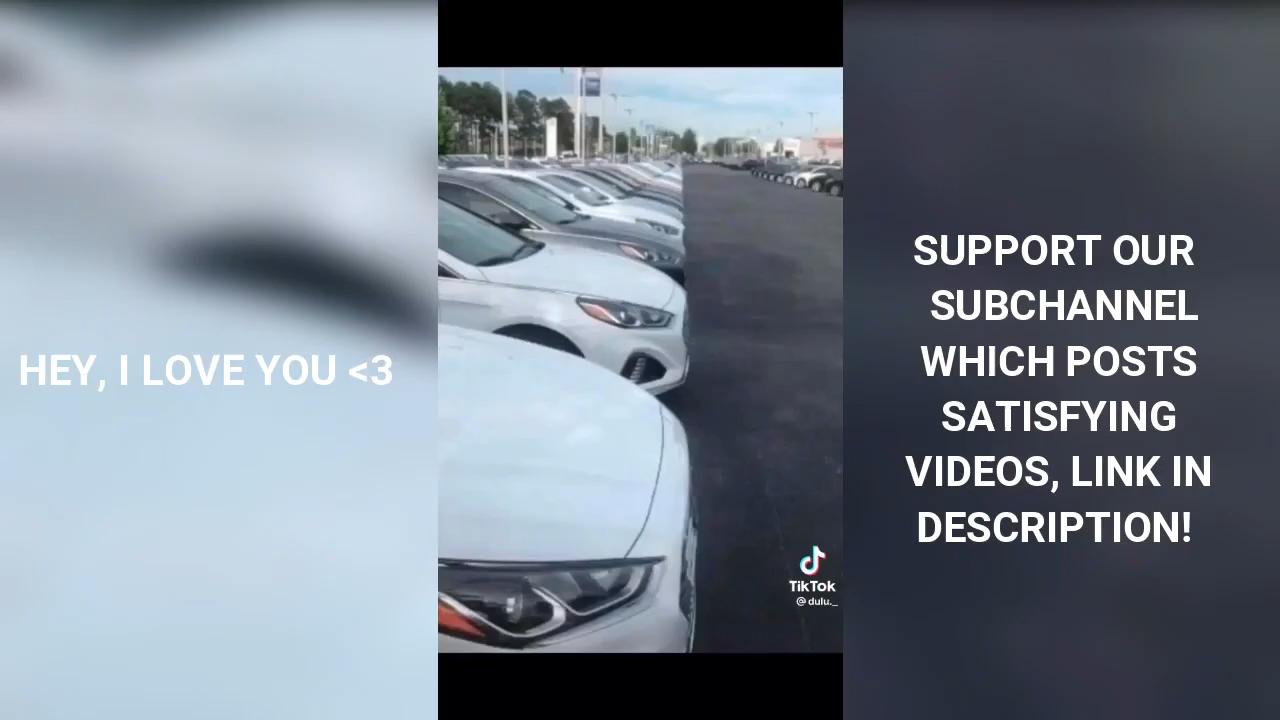 HEY, I LOVE YOU <3
SUPPORT OUR
SUBCHANNEL
WHICH POSTS
SATISFYING
VIDEOS, LINK IN
DESCRIPTION!
TikTok
@dulu._